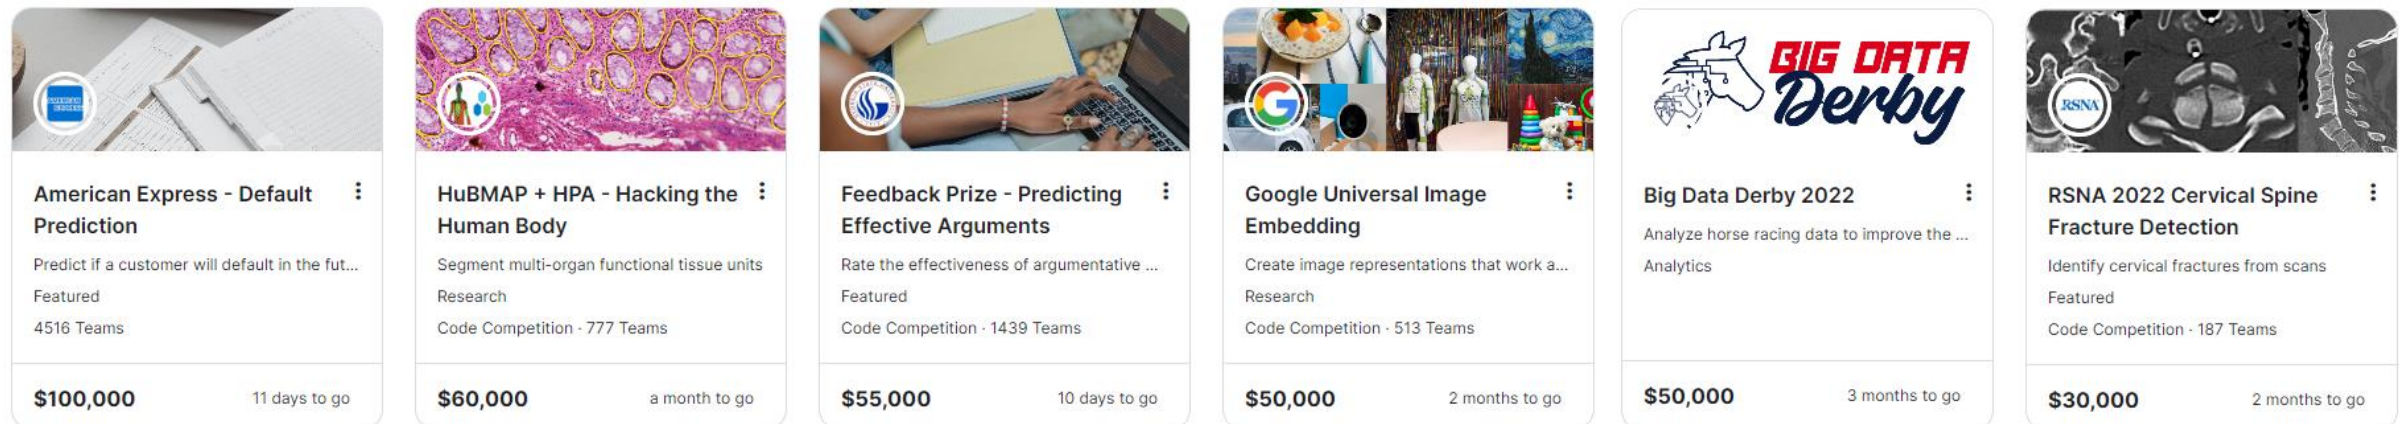 AMERICAN
EXPRESS
American Express - Default
Prediction
Predict if a customer will default in the fut...
Featured
4516 Teams
$100,000
11 days to go
HuBMAP + HPA - Hacking the
Human Body
Segment multi-organ functional tissue units
Research
Code Competition · 777 Teams
$60,000
a month to go
Feedback Prize - Predicting
Effective Arguments
Rate the effectiveness of argumentative ...
Featured
Code Competition · 1439 Teams
$55,000
10 days to go
G
Google Universal Image
Embedding
Create image representations that work a...
Research
Code Competition · 513 Teams
$50,000
2 months to go
BIG DATA
Derby
Big Data Derby 2022
Analyze horse racing data to improve the ...
Analytics
$50,000
3 months to go
RSNA
RSNA 2022 Cervical Spine
Fracture Detection
Identify cervical fractures from scans
Featured
Code Competition · 187 Teams
$30,000
2 months to go